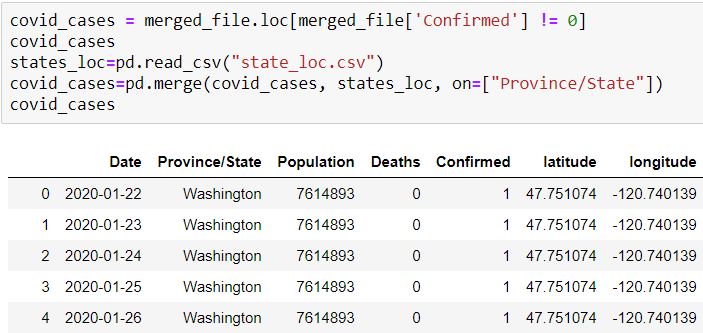 covid_cases = merged_file.loc[merged_file['Confirmed'] != 0]
covid_cases
states_loc=pd.read_csv("state_loc.csv")
covid_cases=pd.merge(covid_cases, states_loc, on=["Province/State"])
covid_cases
Date Province/State Population Deaths Confirmed latitude longitude
0 2020-01-22 Washington 7614893 0 1 47.751074 -120.740139
1 2020-01-23 Washington 7614893 0 1 47.751074 -120.740139
2 2020-01-24 Washington 7614893 0 1 47.751074 -120.740139
3 2020-01-25 Washington 7614893 0 1 47.751074 -120.740139
4 2020-01-26 Washington 7614893 0 1 47.751074 -120.740139